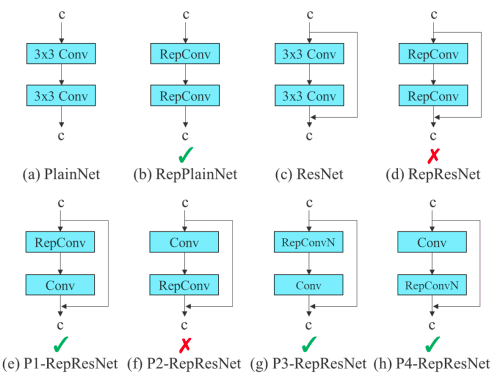 c c c c
3x3 Conv RepConv 3x3 Conv RepConv
3x3 Conv RepConv 3x3 Conv RepConv
c c c c
(a) PlainNet (b) RepPlainNet (c) ResNet (d) RepResNet
c c c c
RepConv Conv RepConvN Conv
Conv RepConv Conv RepConvN
c c c c
(e) P1-RepResNet (f) P2-RepResNet (g) P3-RepResNet (h) P4-RepResNet